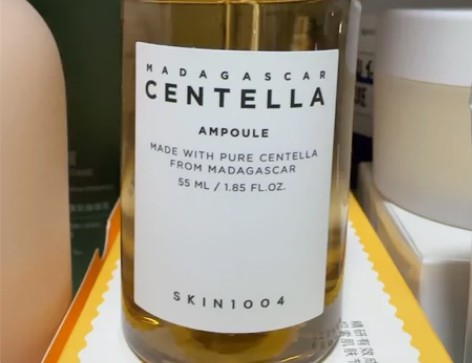 MADAGASCAR
CENTELLA
AMPOULE
MADE WITH PURE CENTELLA
FROM MADAGASCAR
55 ML / 1.85 FL.OZ.
SKIN1004